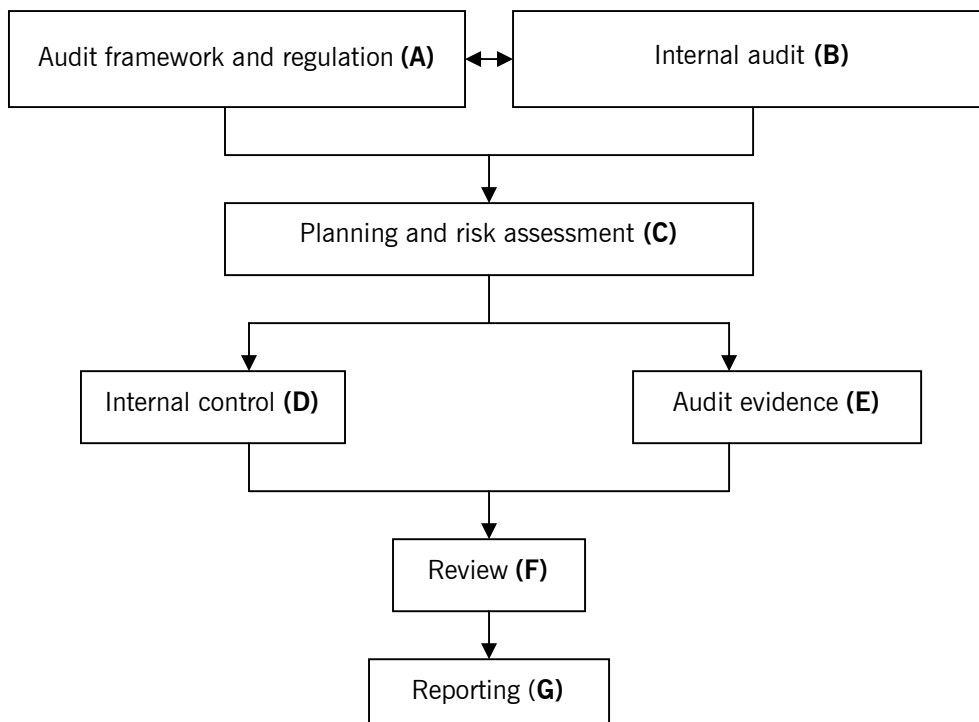 Audit framework and regulation (A)
Internal audit (B)
Planning and risk assessment (C)
Internal control (D)
Audit evidence (E)
Review (F)
Reporting (G)